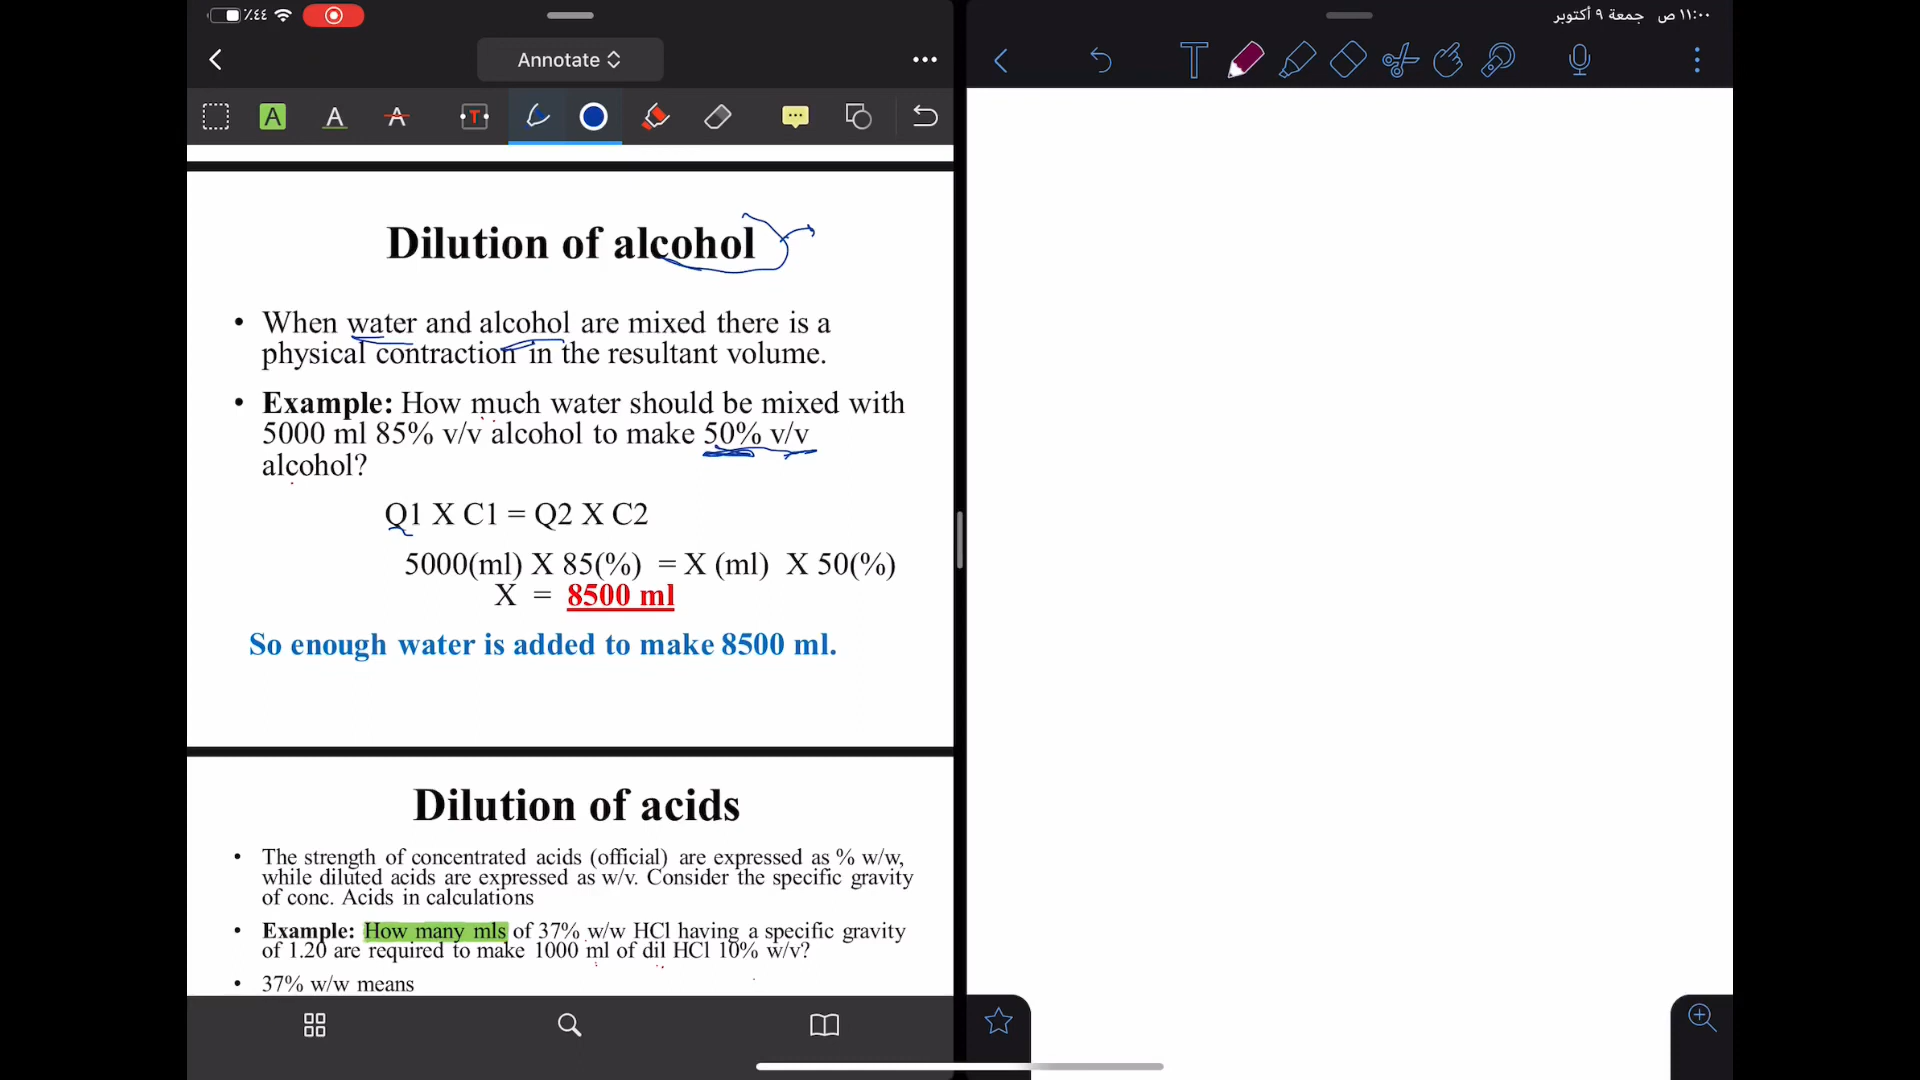 ٪٤٤
١١:٠٠ ص جمعة ٩ أكتوبر
Annotate
A A A T
T
Dilution of alcohol
• When water and alcohol are mixed there is a
physical contraction in the resultant volume.
• Example: How much water should be mixed with
5000 ml 85% v/v alcohol to make 50% v/v
alcohol?
Q1 X C1 = Q2 X C2
5000(ml) X 85(%) = X (ml) X 50(%)
X = 8500 ml
So enough water is added to make 8500 ml.
Dilution of acids
• The strength of concentrated acids (official) are expressed as % w/w,
while diluted acids are expressed as w/v. Consider the specific gravity
of conc. Acids in calculations
• Example: How many mls of 37% w/w HCl having a specific gravity
of 1.20 are required to make 1000 ml of dil HCl 10% w/v?
• 37% w/w means